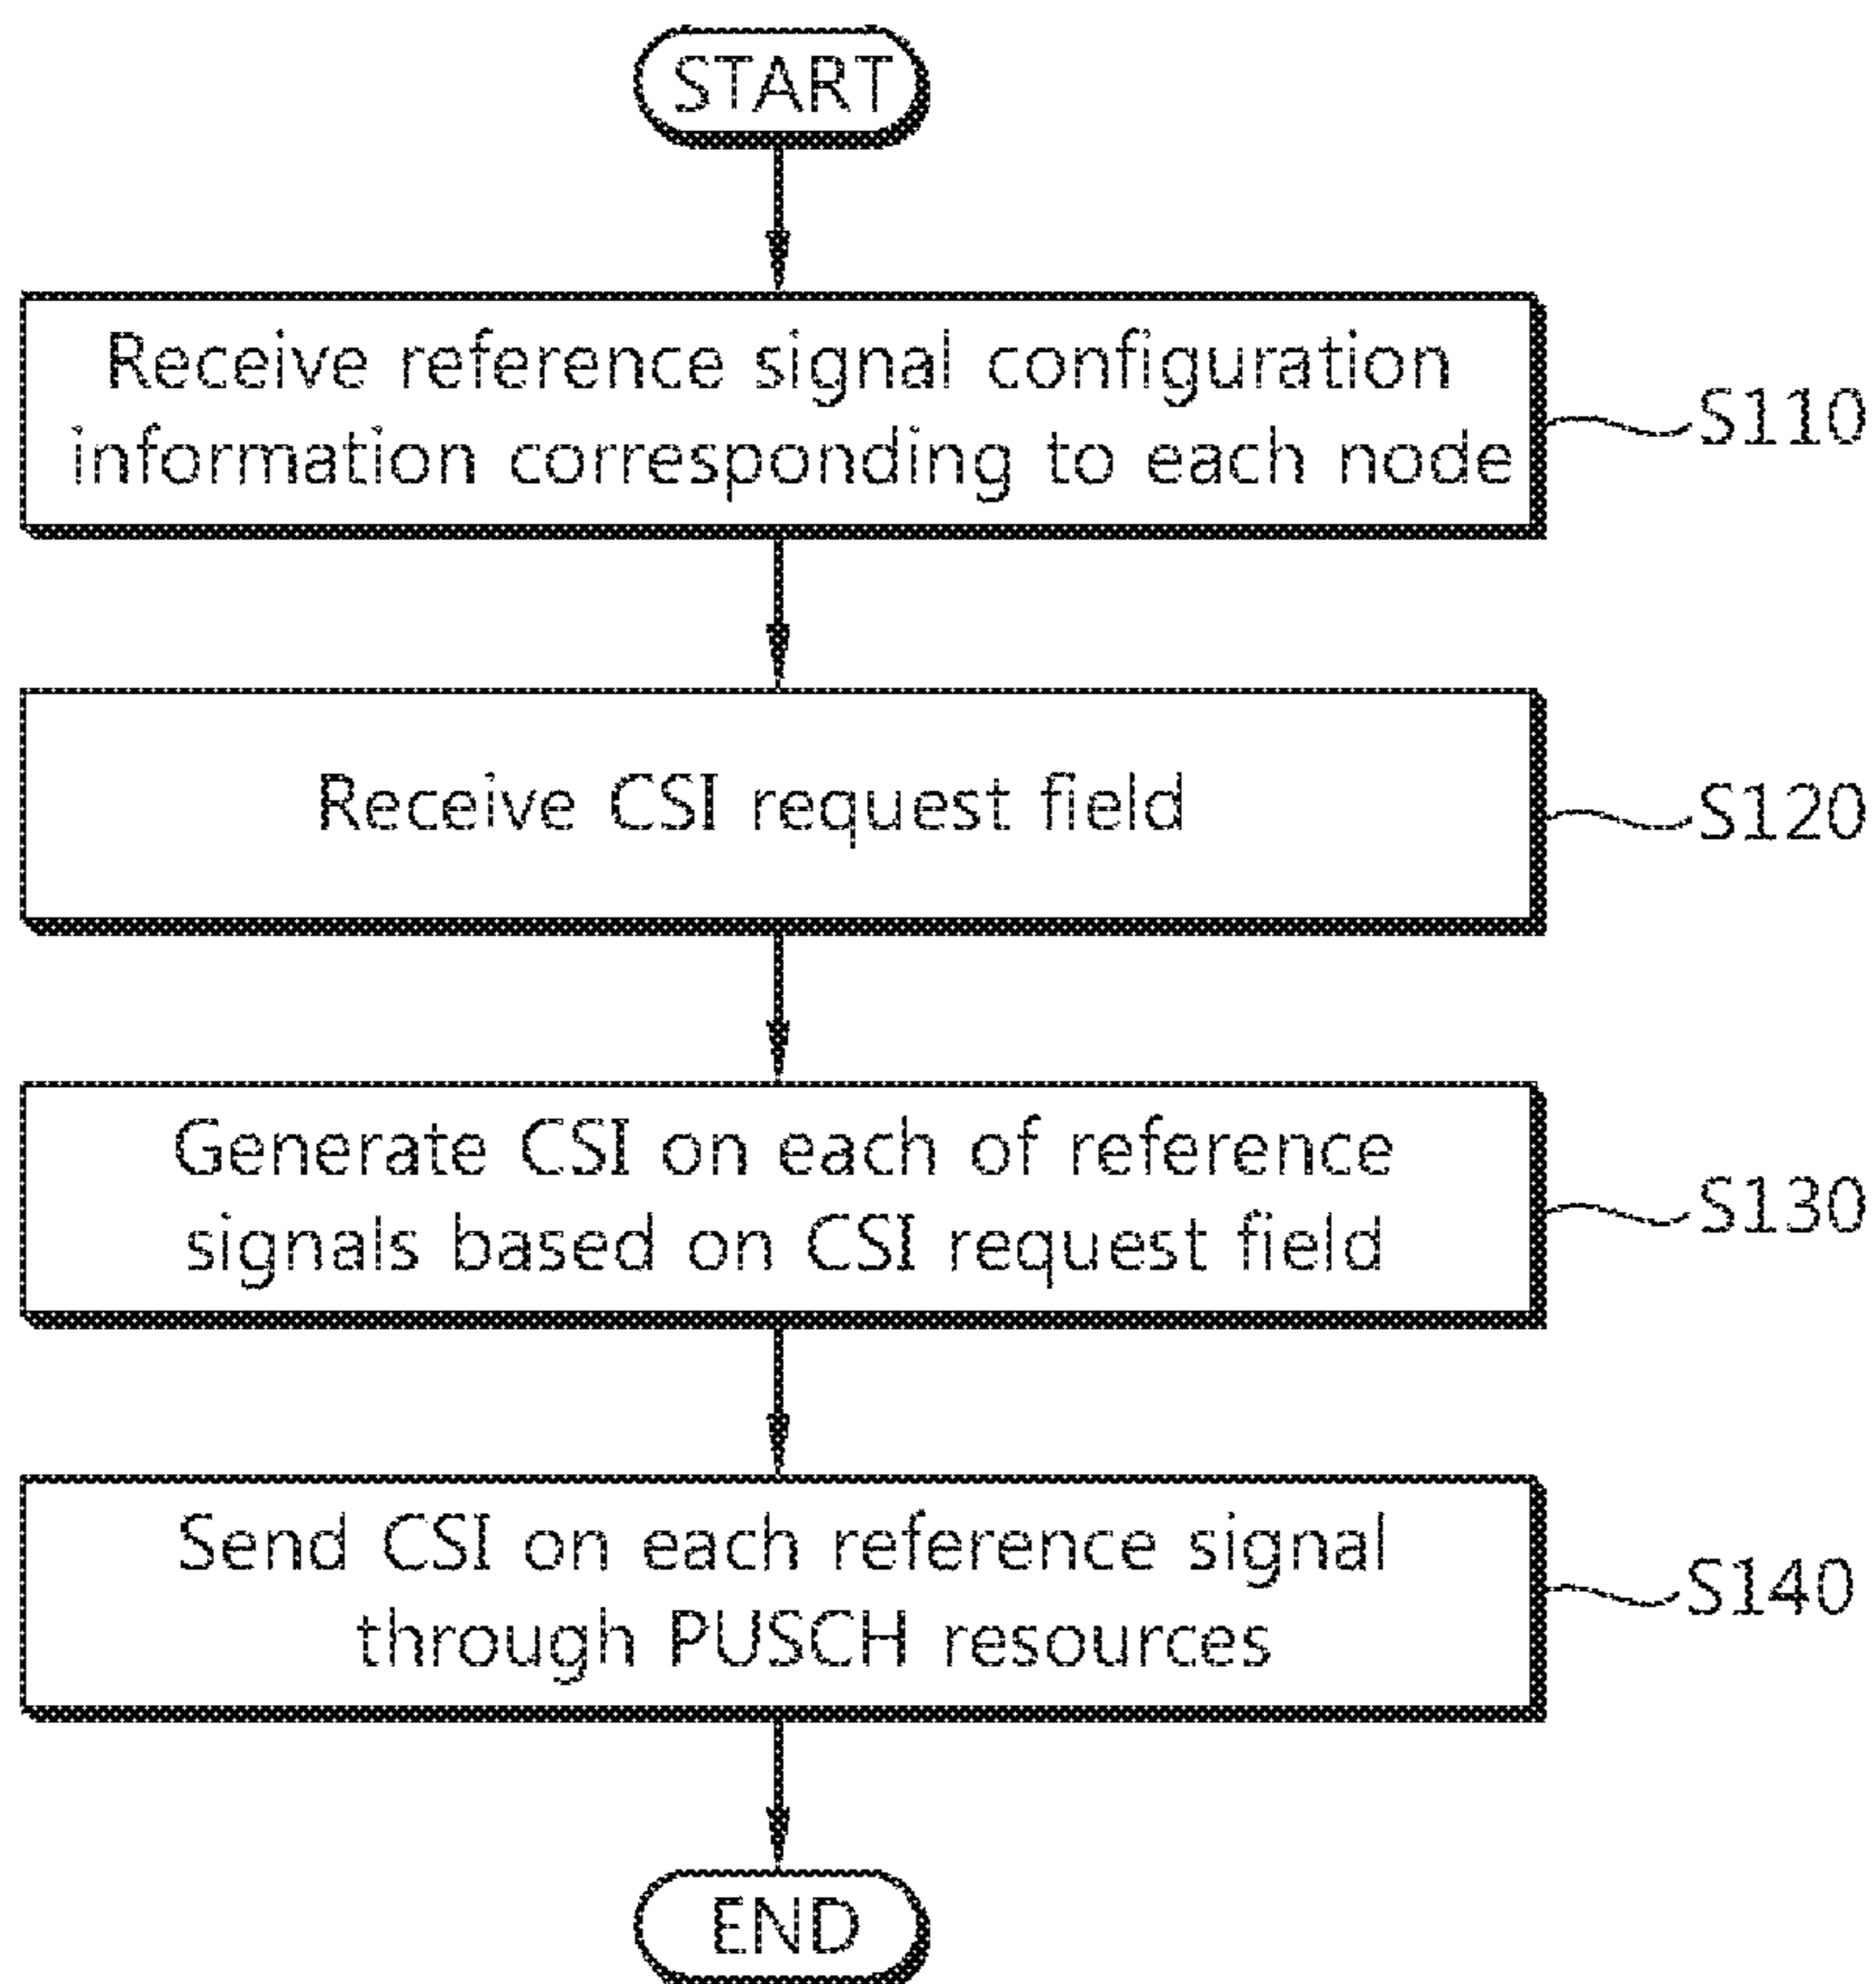 START
Receive reference signal configuration
information corresponding to each node
S110
Receive CSI request field
S120
Generate CSI on each of reference
signals based on CSI request field
S130
Send CSI on each reference signal
through PUSCH resources
S140
END